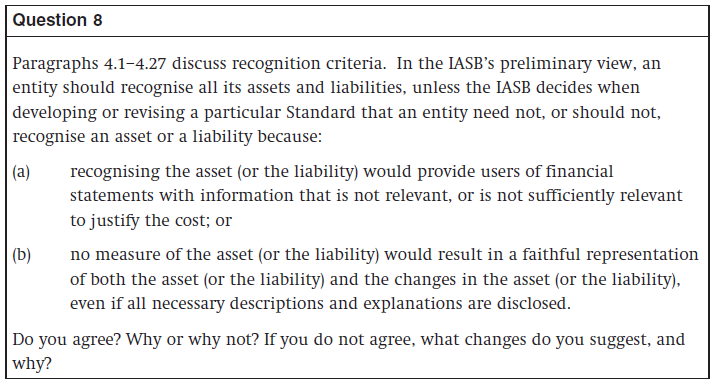 Question 8
Paragraphs 4.1–4.27 discuss recognition criteria. In the IASB's preliminary view, an
entity should recognise all its assets and liabilities, unless the IASB decides when
developing or revising a particular Standard that an entity need not, or should not,
recognise an asset or a liability because:
(a) recognising the asset (or the liability) would provide users of financial
statements with information that is not relevant, or is not sufficiently relevant
to justify the cost; or
(b) no measure of the asset (or the liability) would result in a faithful representation
of both the asset (or the liability) and the changes in the asset (or the liability),
even if all necessary descriptions and explanations are disclosed.
Do you agree? Why or why not? If you do not agree, what changes do you suggest, and
why?